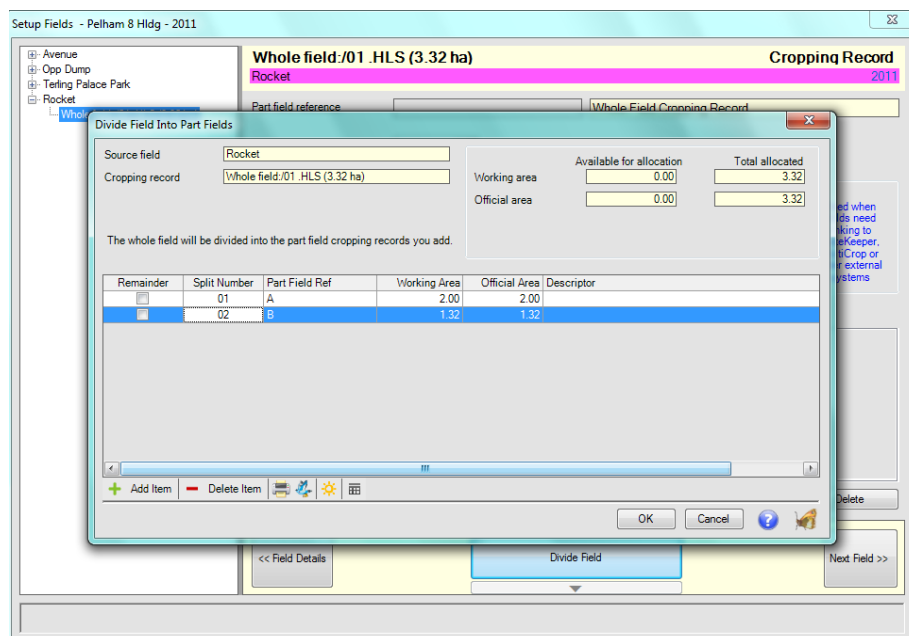 Setup Fields - Pelham 8 Hldg - 2011
Avenue
Opp Dump
Terling Palace Park
Rocket
Whole
Whole field:/01 .HLS (3.32 ha)
Cropping Record
Rocket
2011
Part field reference
Whole Field Cropping Record
Divide Field Into Part Fields
Source field
Rocket
Cropping record
Whole field:/01 .HLS (3.32 ha)
Available for allocation
Total allocated
Working area
0.00
3.32
Official area
0.00
3.32
The whole field will be divided into the part field cropping records you add.
Remainder Split Number Part Field Ref Working Area Official Area Descriptor
01 A 2.00 2.00
02 B 1.32 1.32
Add Item
Delete Item
OK
Cancel
ed when
lds need
king to
eKeeper,
tiCrop or
r external
ystems
Delete
<< Field Details
Divide Field
Next Field >>